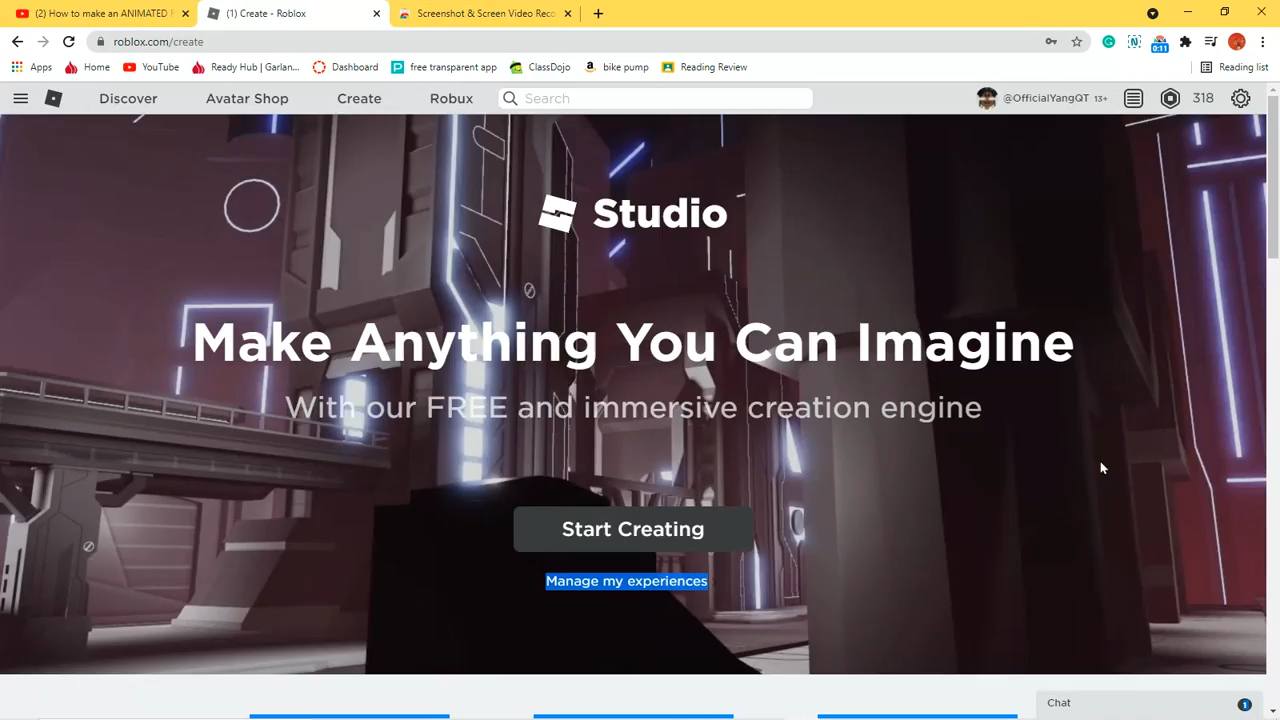 (2) How to make an ANIMATED
(1) Create - Roblox
Screenshot & Screen Video Reco
roblox.com/create
0:11
Apps
Home
YouTube
Ready Hub | Garlan...
Dashboard
free transparent app
ClassDojo
bike pump
Reading Review
Reading list
Discover
Avatar Shop
Create
Robux
Search
@OfficialYangQT 13+
318
Studio
Make Anything You Can Imagine
With our FREE and immersive creation engine
Start Creating
Manage my experiences
Chat
1